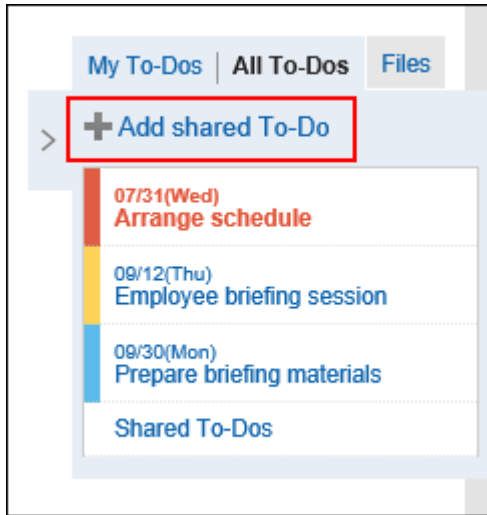 My To-Dos | All To-Dos Files
> Add shared To-Do
07/31(Wed)
Arrange schedule
09/12(Thu)
Employee briefing session
09/30(Mon)
Prepare briefing materials
Shared To-Dos